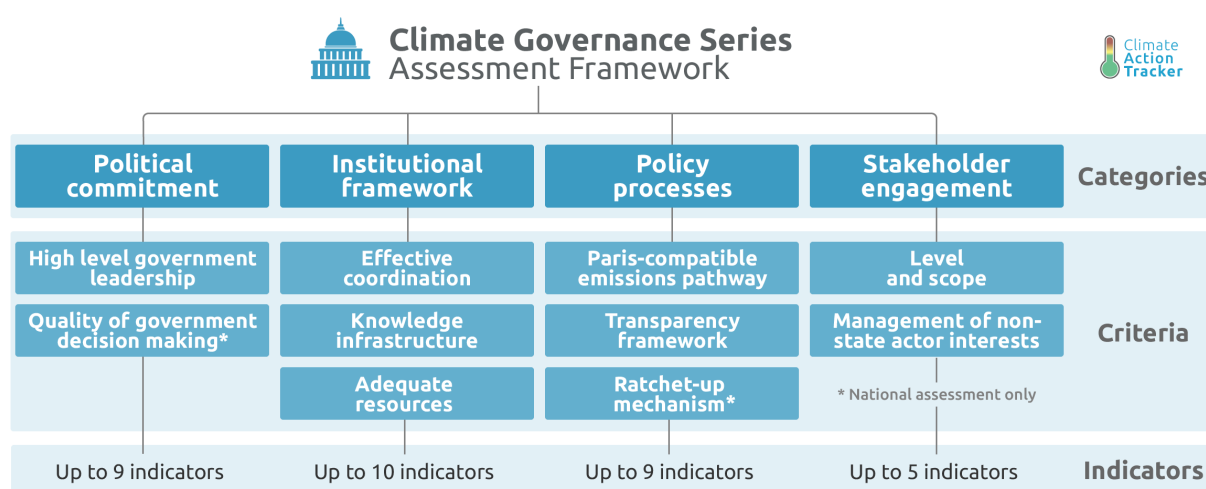 Climate Governance Series
Assessment Framework
Climate
Action
Tracker
Political
commitment
Institutional
framework
Policy
processes
Stakeholder
engagement
Categories
High level government
leadership
Effective
coordination
Paris-compatible
emissions pathway
Level
and scope
Quality of government
decision making*
Knowledge
infrastructure
Transparency
framework
Management of non-
state actor interests
Criteria
Adequate
resources
Ratchet-up
mechanism*
* National assessment only
Up to 9 indicators
Up to 10 indicators
Up to 9 indicators
Up to 5 indicators
Indicators